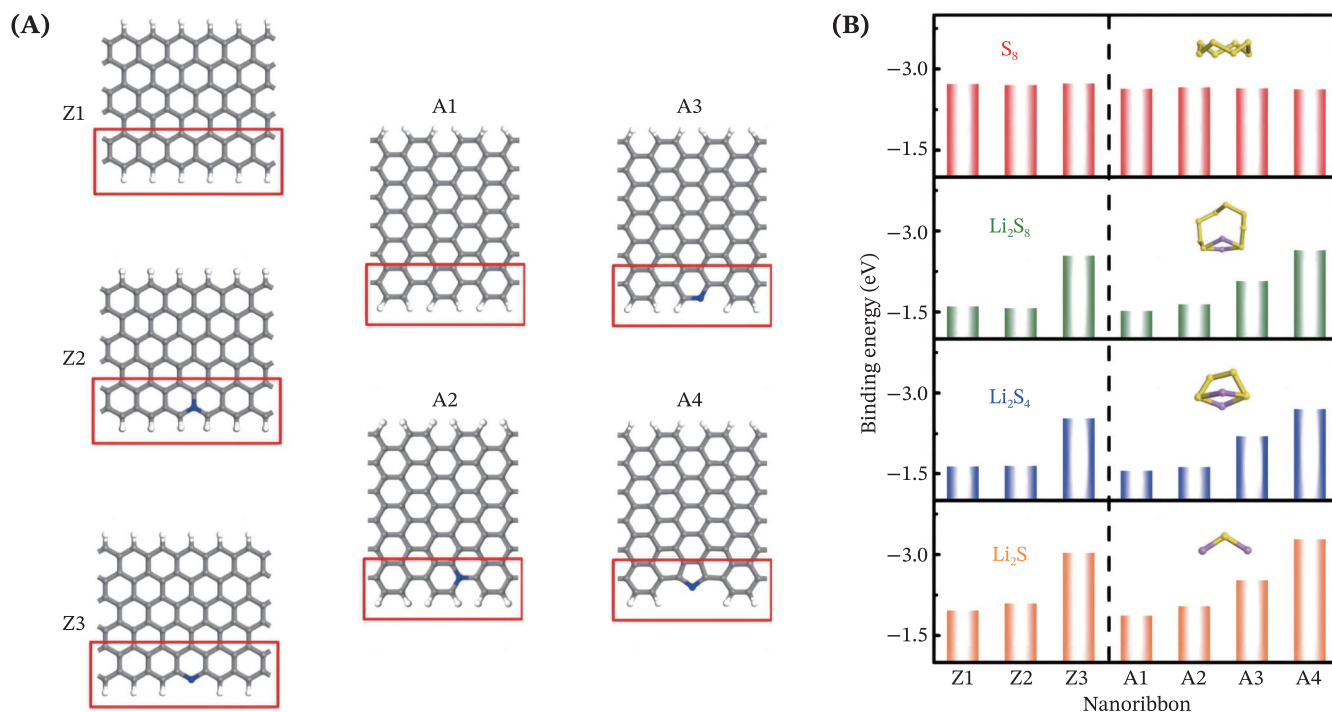 (A)
Z1
Z2
Z3
A1
A3
A2
A4
(B)
Binding energy (eV)
S₈
−3.0
−1.5
Li₂S₈
−3.0
−1.5
Li₂S₄
−3.0
−1.5
Li₂S
−3.0
−1.5
Z1 Z2 Z3 A1 A2 A3 A4
Nanoribbon